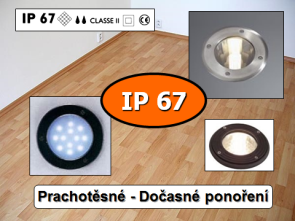 IP 67 CLASSE II
IP 67
Prachotěsné - Dočasné ponoření